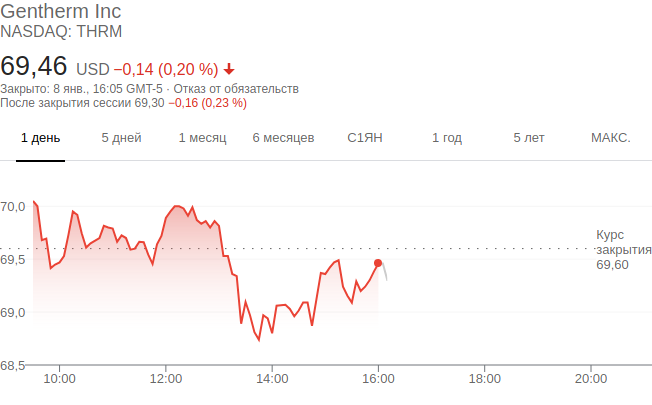 Gentherm Inc
NASDAQ: THRM
69,46 USD −0,14 (0,20 %)
Закрыто: 8 янв., 16:05 GMT-5 · Отказ от обязательств
После закрытия сессии 69,30 −0,16 (0,23 %)
1 день 5 дней 1 месяц 6 месяцев С1ЯН 1 год 5 лет МАКС.
70,0
Курс
закрытия
69,60
69,5
69,0
68,5
10:00 12:00 14:00 16:00 18:00 20:00